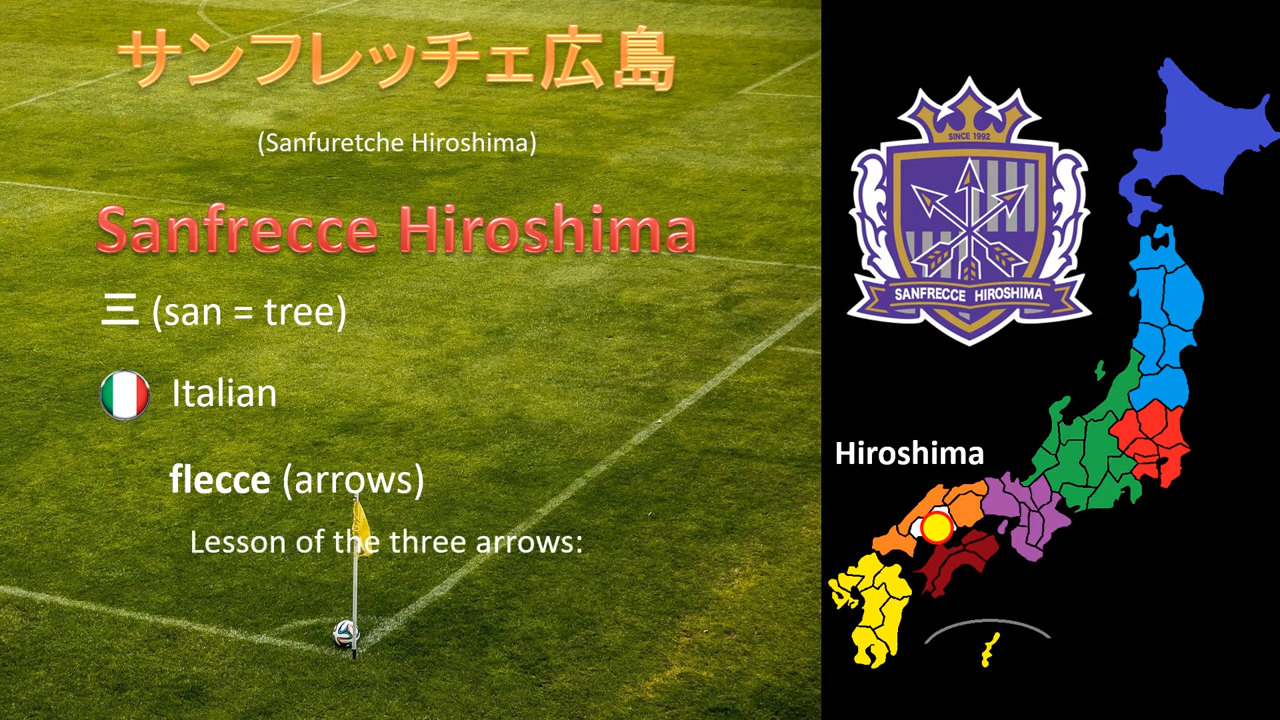 サンフレッチェ広島
(Sanfuretche Hiroshima)
Sanfrecce Hiroshima
三 (san = tree)
Italian
flecce (arrows)
Lesson of the three arrows:
SINCE 1992
SANFRECCE HIROSHIMA
Hiroshima